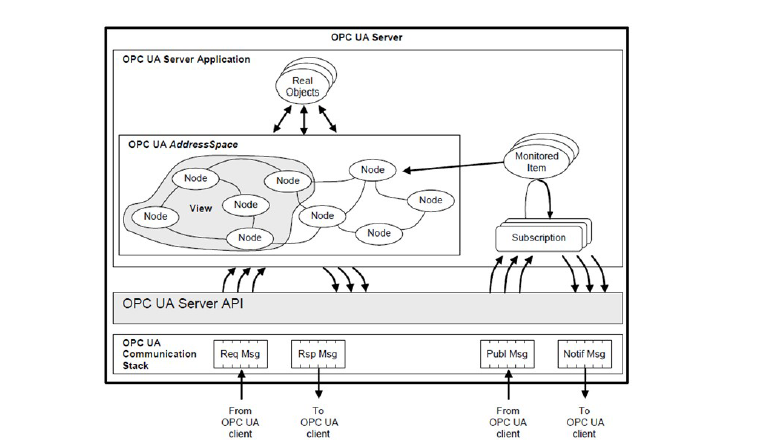 OPC UA Server
OPC UA Server Application
Real
Objects
OPC UA AddressSpace
Node
Monitored
Item
Node
Node
Node
View
Node
Node
Node
Node
Node
Subscription
OPC UA Server API
OPC UA
Communication
Stack
Req Msg
Rsp Msg
Publ Msg
Notif Msg
From
OPC UA
client
To
OPC UA
client
From
OPC UA
client
To
OPC UA
client